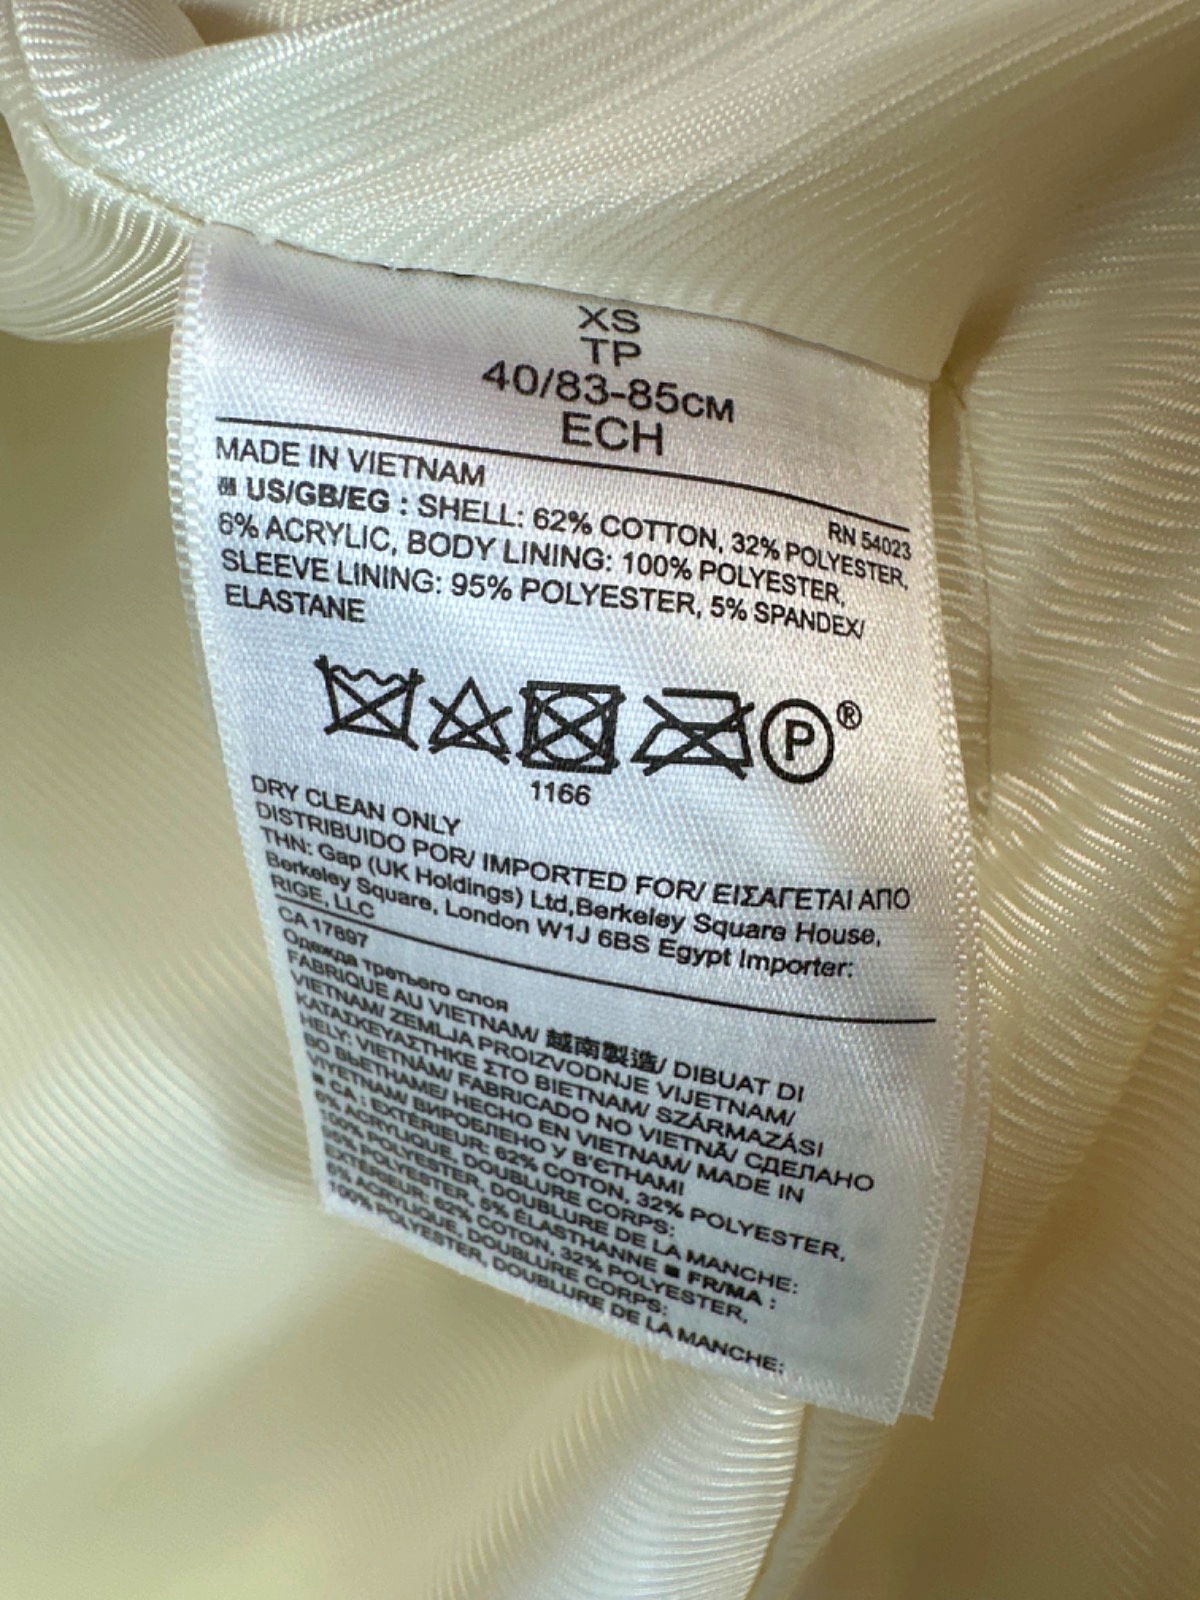 XS
TP
40/83-85CM
ECH
MADE IN VIETNAM
RN 54023
US/GB/EG : SHELL: 62% COTTON, 32% POLYESTER,
6% ACRYLIC, BODY LINING: 100% POLYESTER,
SLEEVE LINING: 95% POLYESTER, 5% SPANDEX/
ELASTANE
P ®
1166
DRY CLEAN ONLY
DISTRIBUIDO POR/ IMPORTED FOR/ ΕΙΣΑΓΕΤΑΙ ΑΠΟ
THN: Gap (UK Holdings) Ltd,Berkeley Square House,
Berkeley Square, London W1J 6BS Egypt Importer:
RIGE, LLC
CA 17897
Одежда третьего слоя
FABRIQUE AU VIETNAM/ 越南製造/ DIBUAT DI
VIETNAM/ ZEMLJA PROIZVODNJE VIJETNAM/
ΚΑΤΑΣΚΕΥΑΣΤΗΚΕ ΣΤΟ ΒΙΕΤΝΑΜ/ SZÁRMAZÁSI
HELY: VIETNÁM/ FABRICADO NO VIETNÃ/ СДЕЛАНО
ВО ВЬЕТНАМЕ/ HECHO EN VIETNAM/ MADE IN
VIYETNAM/ ВИРОБЛЕНО У В'ЄТНАМІ
CA : EXTÉRIEUR: 62% COTON, 32% POLYESTER,
6% ACRYLIQUE, DOUBLURE CORPS:
100% POLYESTER, DOUBLURE DE LA MANCHE:
95% POLYESTER, 5% ÉLASTHANNE ■ FR/MA :
EXTÉRIEUR: 62% COTON, 32% POLYESTER,
6% ACRYLIQUE, DOUBLURE CORPS:
100% POLYESTER, DOUBLURE DE LA MANCHE: